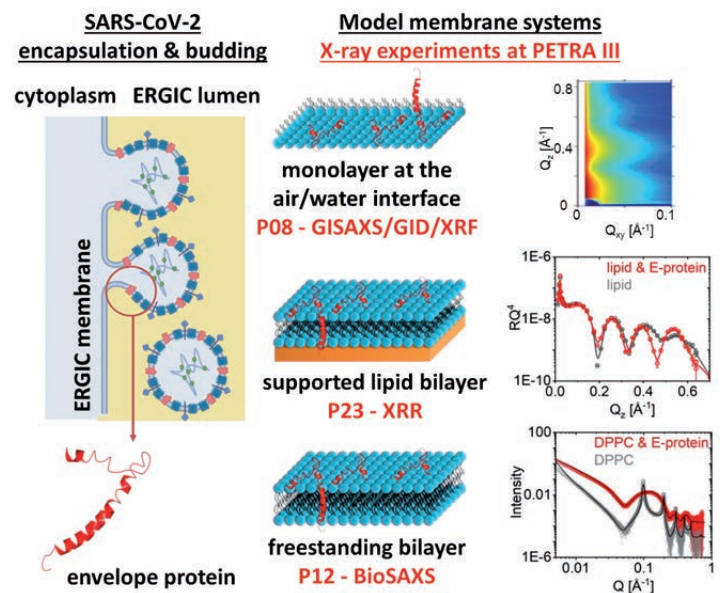 SARS-CoV-2
encapsulation & budding
cytoplasm ERGIC lumen
ERGIC membrane
envelope protein
Model membrane systems
X-ray experiments at PETRA III
monolayer at the
air/water interface
P08 - GISAXS/GID/XRF
supported lipid bilayer
P23 - XRR
freestanding bilayer
P12 - BioSAXS
0.8
0.4
0
Qz [Å-1]
0 0.1
Qxy [Å-1]
1E-6
1E-8
1E-10
RQ4
lipid & E-protein
lipid
0.0 0.2 0.4 0.6
Qz [Å-1]
100
0.01
1E-6
Intensity
DPPC & E-protein
DPPC
0.01 0.1 1
Q [Å-1]